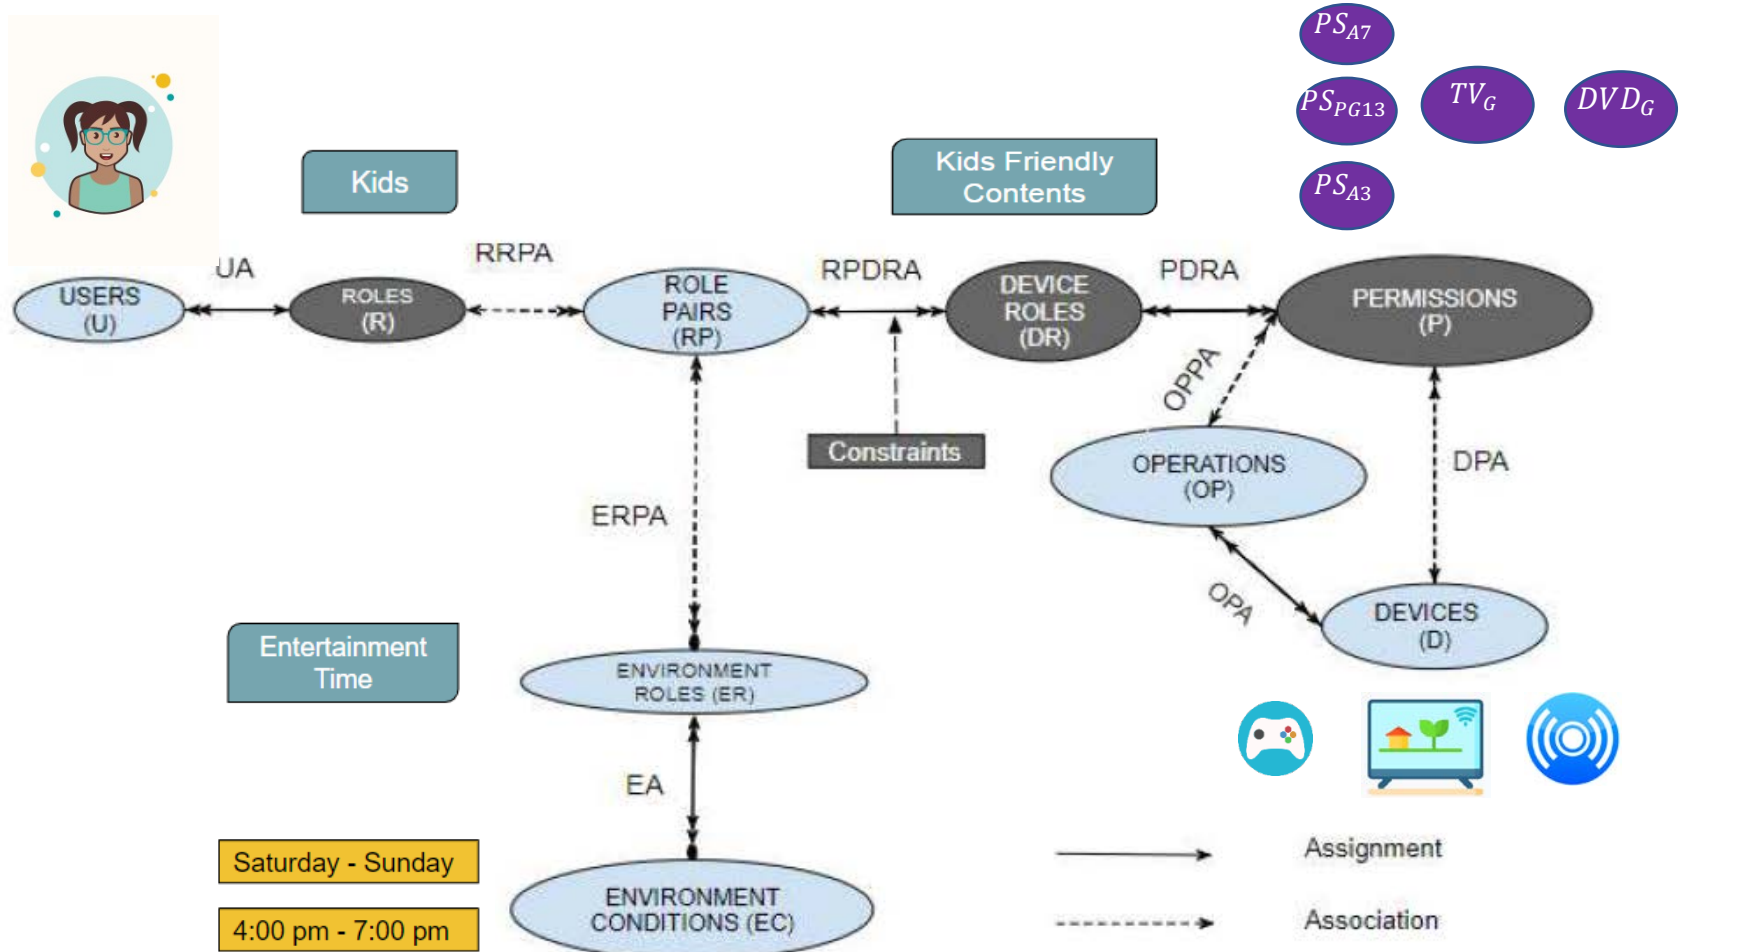 PS_A7
PS_PG13
TV_G
DVD_G
PS_A3
Kids
Kids Friendly
Contents
UA
RRPA
RPDRA
PDRA
USERS
(U)
ROLES
(R)
ROLE
PAIRS
(RP)
DEVICE
ROLES
(DR)
PERMISSIONS
(P)
OPPA
Constraints
OPERATIONS
(OP)
DPA
ERPA
OPA
DEVICES
(D)
Entertainment
Time
ENVIRONMENT
ROLES (ER)
EA
Saturday - Sunday
4:00 pm - 7:00 pm
ENVIRONMENT
CONDITIONS (EC)
Assignment
Association